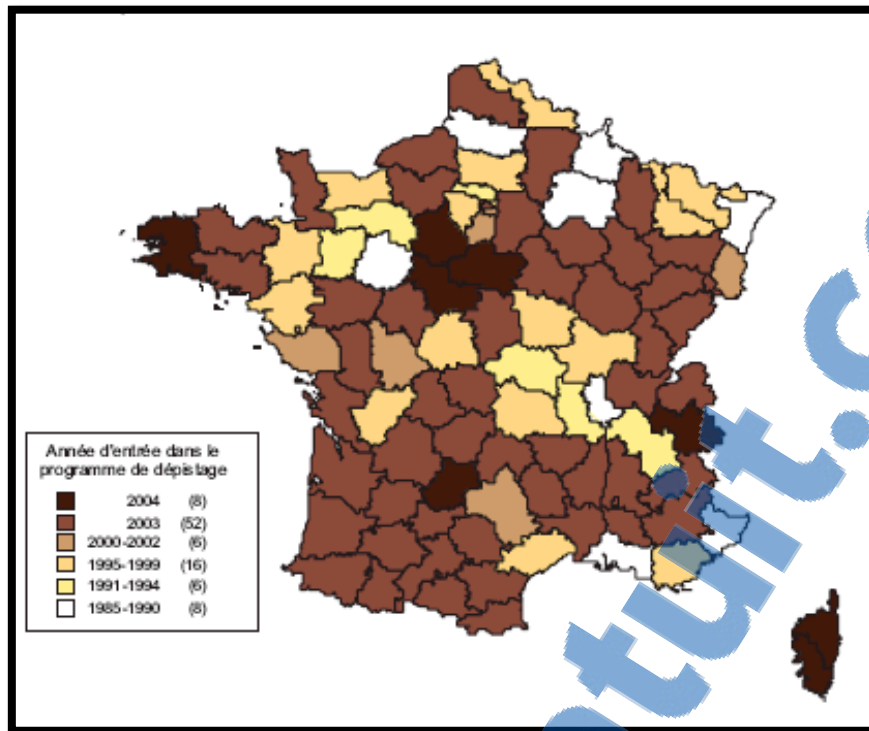 Année d'entrée dans le
programme de dépistage
2004 (8)
2003 (52)
2000-2002 (6)
1995-1999 (16)
1991-1994 (6)
1985-1990 (8)
tut.c